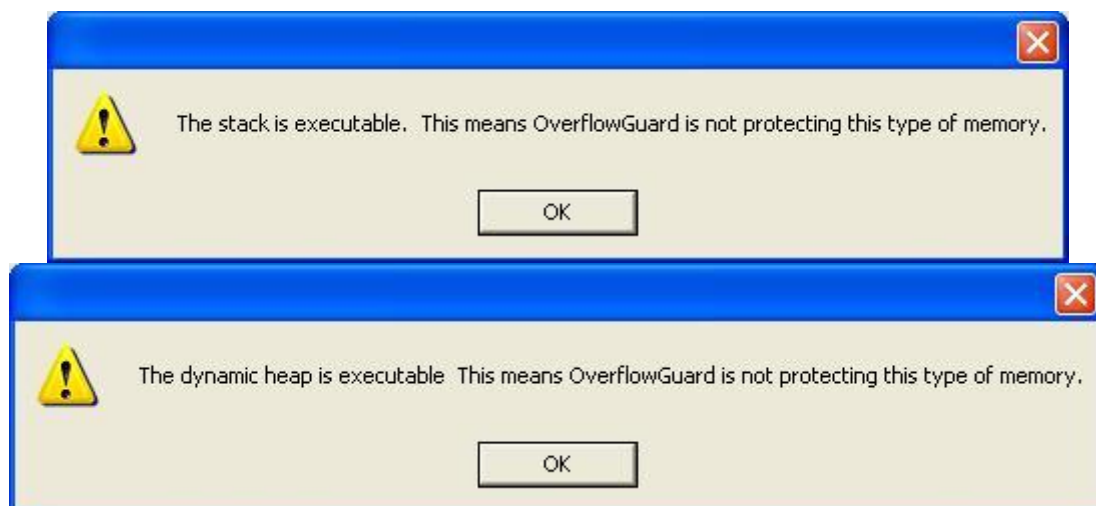 The stack is executable.  This means OverflowGuard is not protecting this type of memory.
OK
The dynamic heap is executable  This means OverflowGuard is not protecting this type of memory.
OK